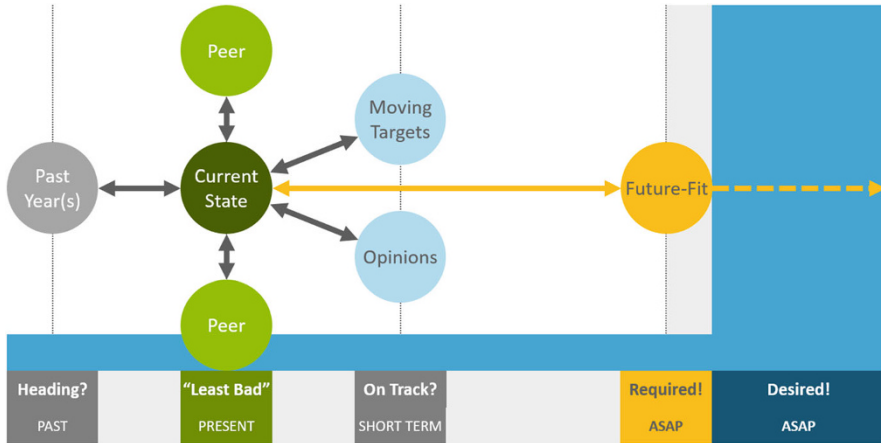 Peer
Moving
Targets
Past
Year(s)
Current
State
Future-Fit
Opinions
Peer
Heading?
"Least Bad"
On Track?
Required!
Desired!
PAST
PRESENT
SHORT TERM
ASAP
ASAP